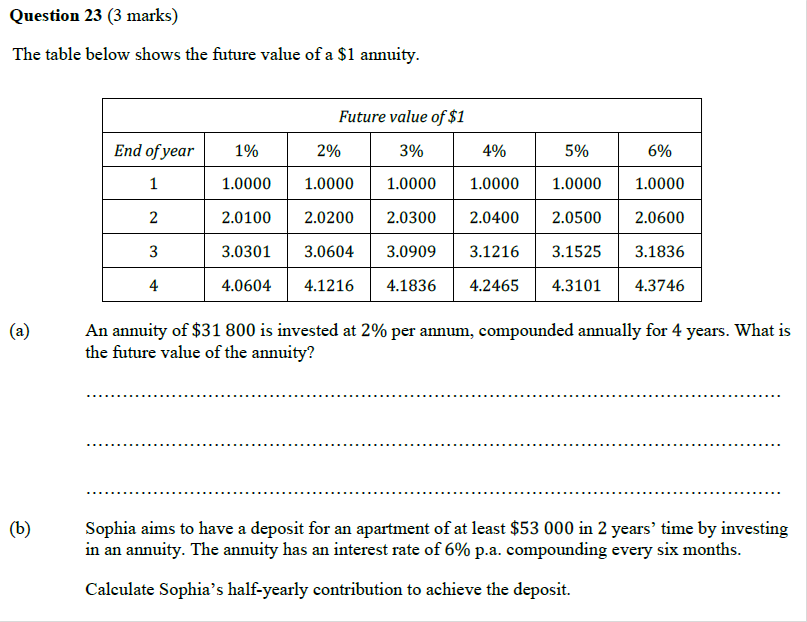 Question 23 (3 marks)
The table below shows the future value of a $1 annuity.
Future value of $1
End of year 1% 2% 3% 4% 5% 6%
1 1.0000 1.0000 1.0000 1.0000 1.0000 1.0000
2 2.0100 2.0200 2.0300 2.0400 2.0500 2.0600
3 3.0301 3.0604 3.0909 3.1216 3.1525 3.1836
4 4.0604 4.1216 4.1836 4.2465 4.3101 4.3746
(a) An annuity of $31 800 is invested at 2% per annum, compounded annually for 4 years. What is
the future value of the annuity?
(b) Sophia aims to have a deposit for an apartment of at least $53 000 in 2 years’ time by investing
in an annuity. The annuity has an interest rate of 6% p.a. compounding every six months.
Calculate Sophia’s half-yearly contribution to achieve the deposit.